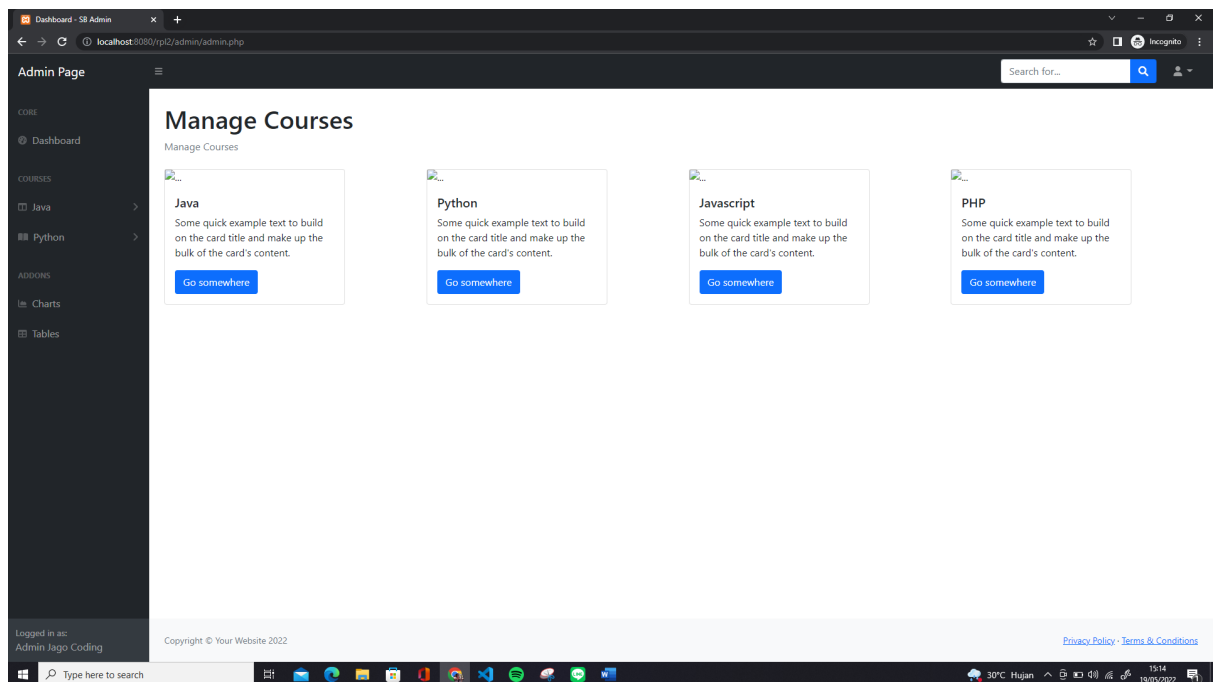 Dashboard - SB Admin
localhost:8080/rpl2/admin/admin.php
Incognito
Admin Page
Search for...
CORE
Dashboard
COURSES
Java
Python
ADDONS
Charts
Tables
Logged in as:
Admin Jago Coding
Manage Courses
Manage Courses
...
Java
Some quick example text to build
on the card title and make up the
bulk of the card's content.
Go somewhere
...
Python
Some quick example text to build
on the card title and make up the
bulk of the card's content.
Go somewhere
...
Javascript
Some quick example text to build
on the card title and make up the
bulk of the card's content.
Go somewhere
...
PHP
Some quick example text to build
on the card title and make up the
bulk of the card's content.
Go somewhere
Copyright © Your Website 2022
Privacy Policy · Terms & Conditions
Type here to search
30°C Hujan
15:14
19/05/2022